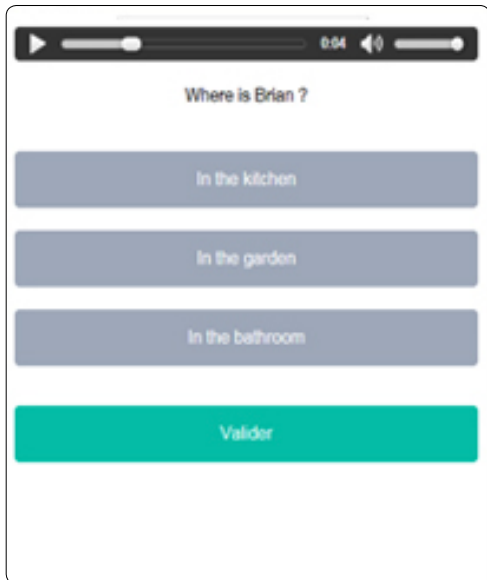 0:04
Where is Brian ?
In the kitchen
In the garden
In the bathroom
Valider